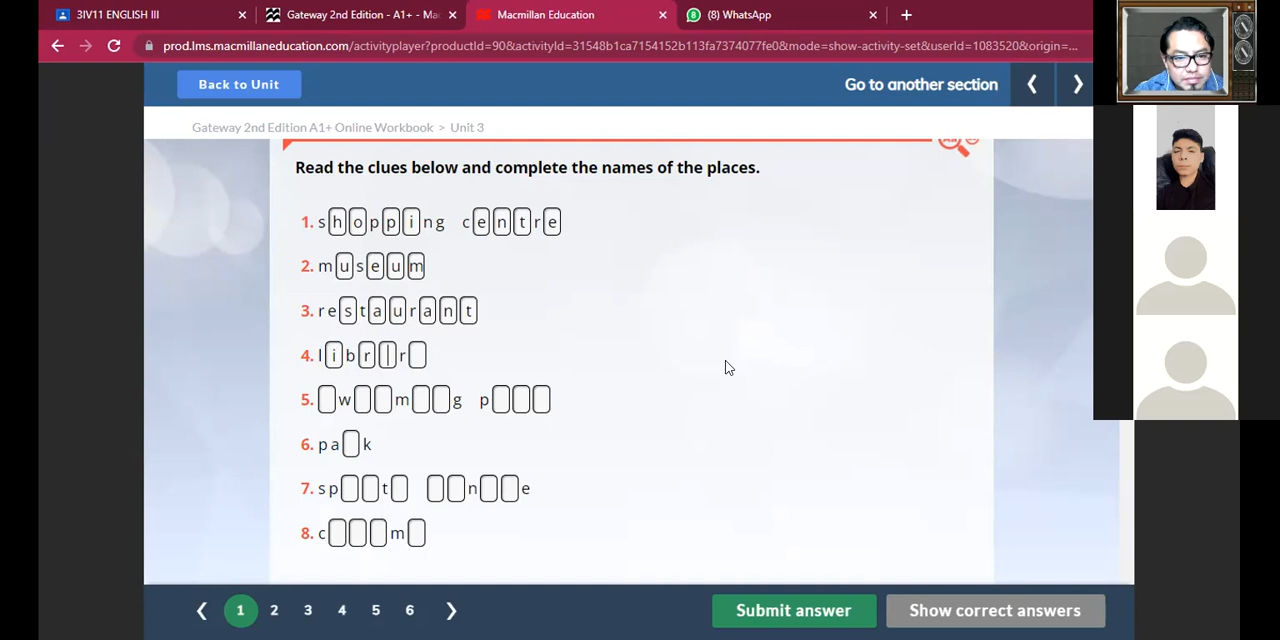 3IV11 ENGLISH III
Gateway 2nd Edition - A1+ - Mac
Macmillan Education
(8) WhatsApp
prod.lms.macmillaneducation.com/activityplayer?productId=90&activityId=31548b1ca7154152b113fa7374077fe0&mode=show-activity-set&userId=1083520&origin=...
Back to Unit
Go to another section
Gateway 2nd Edition A1+ Online Workbook > Unit 3
Read the clues below and complete the names of the places.
1. shopping centre
2. museum
3. restaurant
4. librr
5. w m g p
6. pa k
7. sp t n e
8. c m
1 2 3 4 5 6
Submit answer
Show correct answers